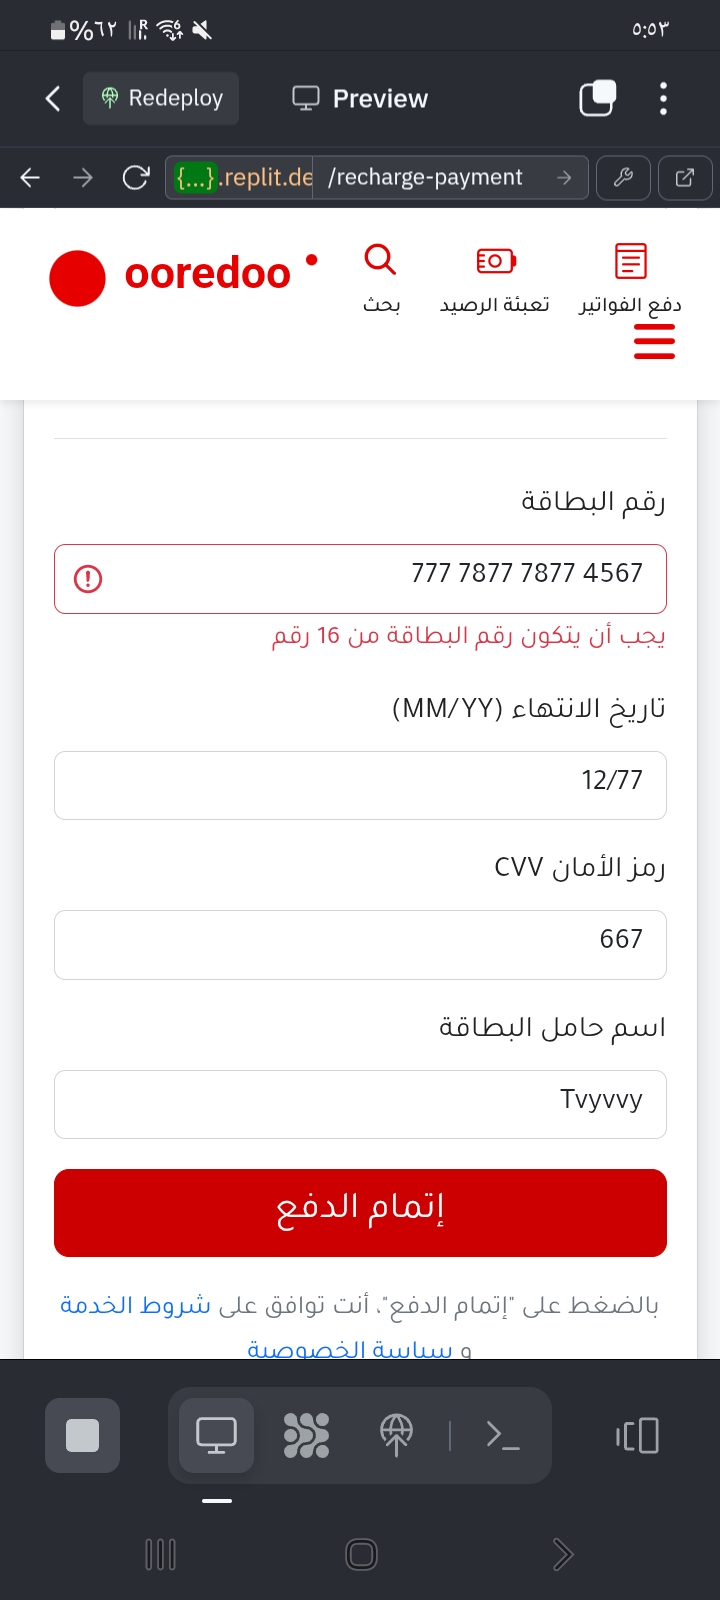 %٦٢
٥:٥٣
Redeploy
Preview
{...}.replit.de
/recharge-payment
ooredoo
بحث
تعبئة الرصيد
دفع الفواتير
رقم البطاقة
777 7877 7877 4567
يجب أن يتكون رقم البطاقة من 16 رقم
تاريخ الانتهاء (MM/YY)
12/77
رمز الأمان CVV
667
اسم حامل البطاقة
Tvyvvy
إتمام الدفع
بالضغط على "إتمام الدفع"، أنت توافق على شروط الخدمة
و سياسة الخصوصية